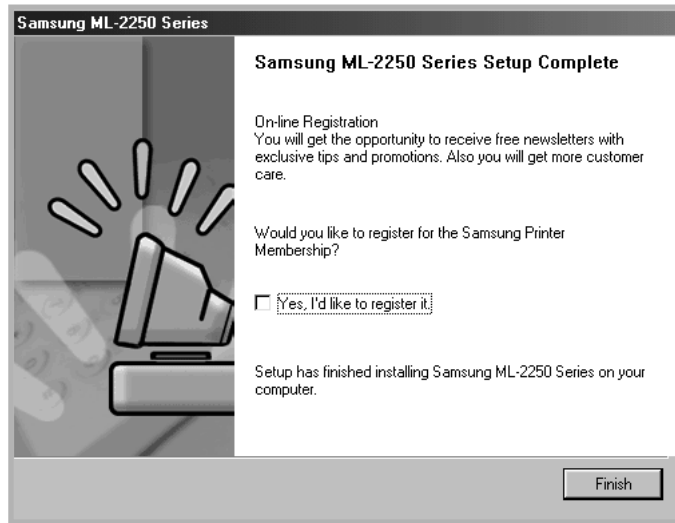 Samsung ML-2250 Series
Samsung ML-2250 Series Setup Complete
On-line Registration
You will get the opportunity to receive free newsletters with
exclusive tips and promotions. Also you will get more customer
care.
Would you like to register for the Samsung Printer
Membership?
Yes, I'd like to register it.
Setup has finished installing Samsung ML-2250 Series on your
computer.
Finish